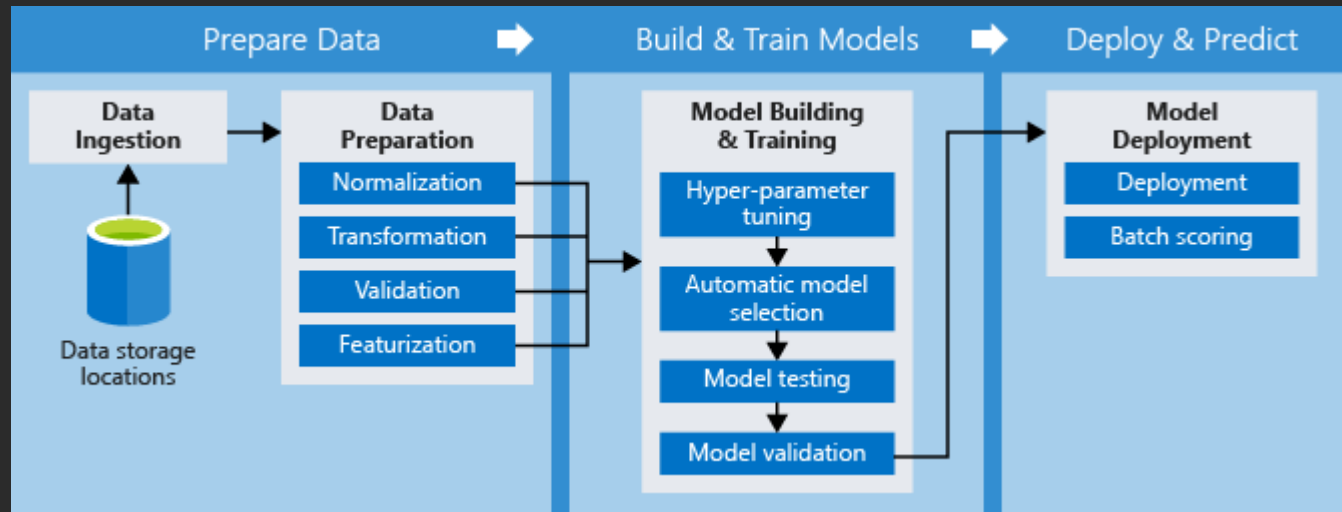 Prepare Data
Build & Train Models
Deploy & Predict
Data
Ingestion
Data storage
locations
Data
Preparation
Normalization
Transformation
Validation
Featurization
Model Building
& Training
Hyper-parameter
tuning
Automatic model
selection
Model testing
Model validation
Model
Deployment
Deployment
Batch scoring